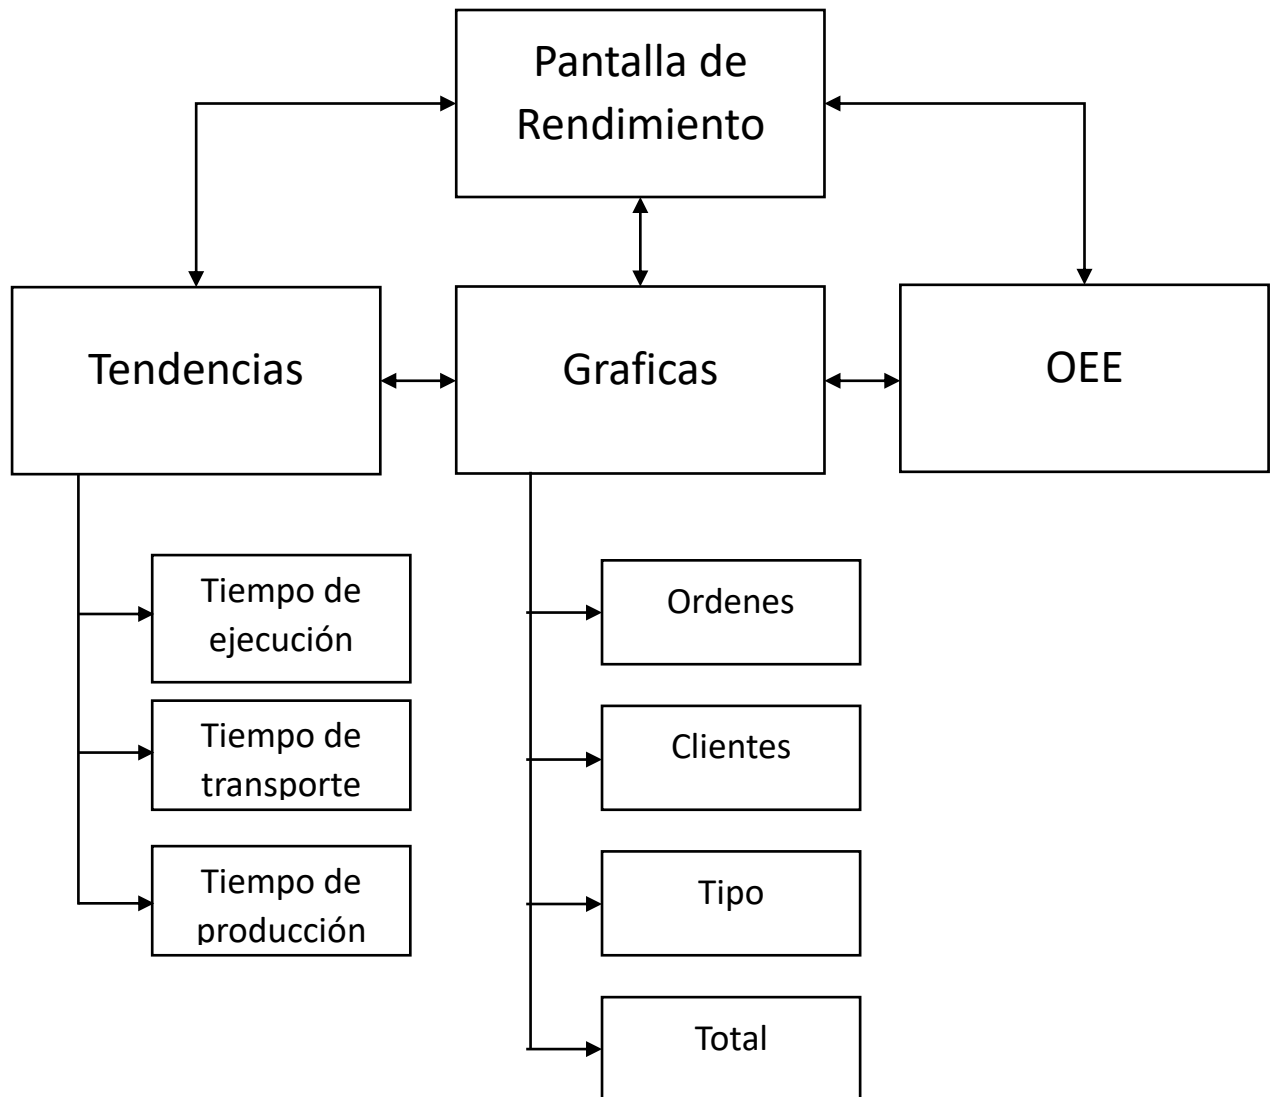 Pantalla de
Rendimiento
Tendencias
Graficas
OEE
Tiempo de
ejecución
Tiempo de
transporte
Tiempo de
producción
Ordenes
Clientes
Tipo
Total